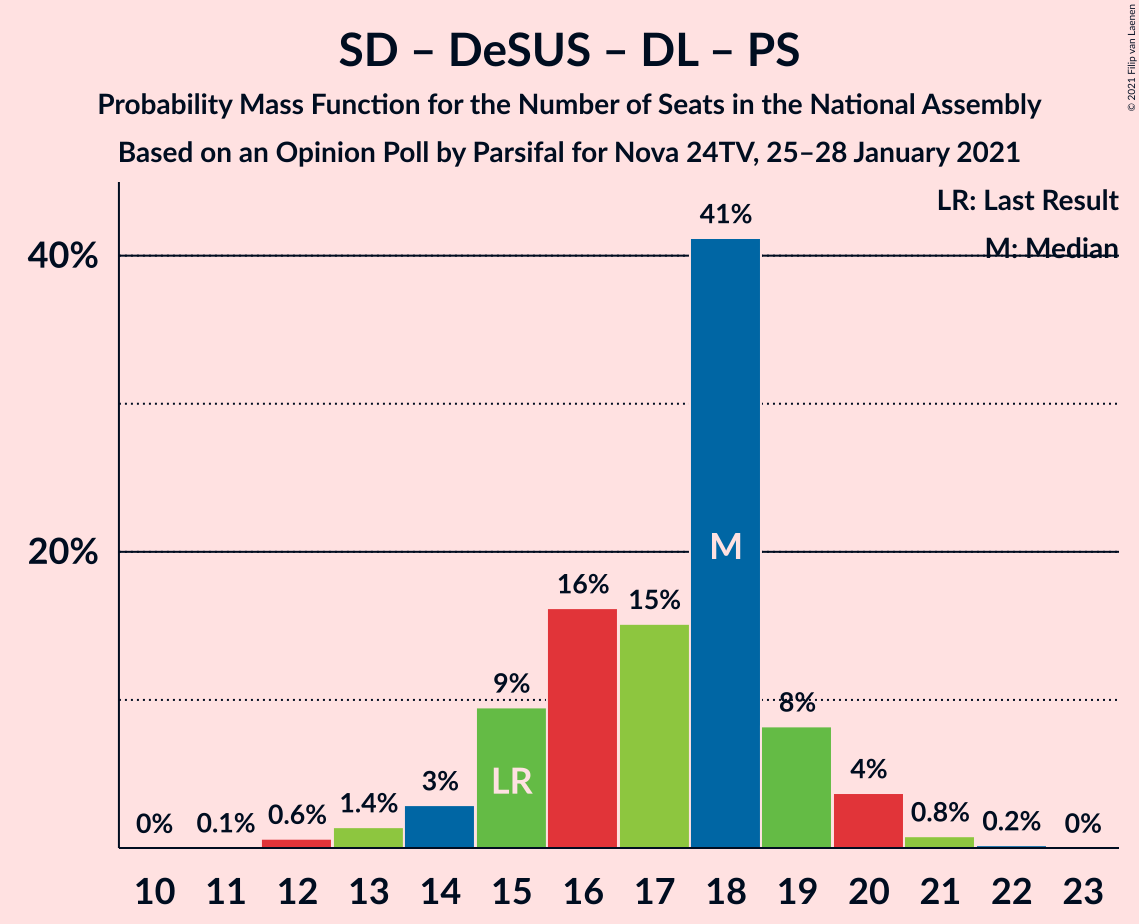 SD – DeSUS – DL – PS
Probability Mass Function for the Number of Seats in the National Assembly
Based on an Opinion Poll by Parsifal for Nova 24TV, 25–28 January 2021
© 2021 Filip van Laenen
LR: Last Result
M: Median
40%
20%
0%
0.1%
0.6%
1.4%
3%
9%
16%
15%
41%
8%
4%
0.8%
0.2%
0%
LR
M
10 11 12 13 14 15 16 17 18 19 20 21 22 23